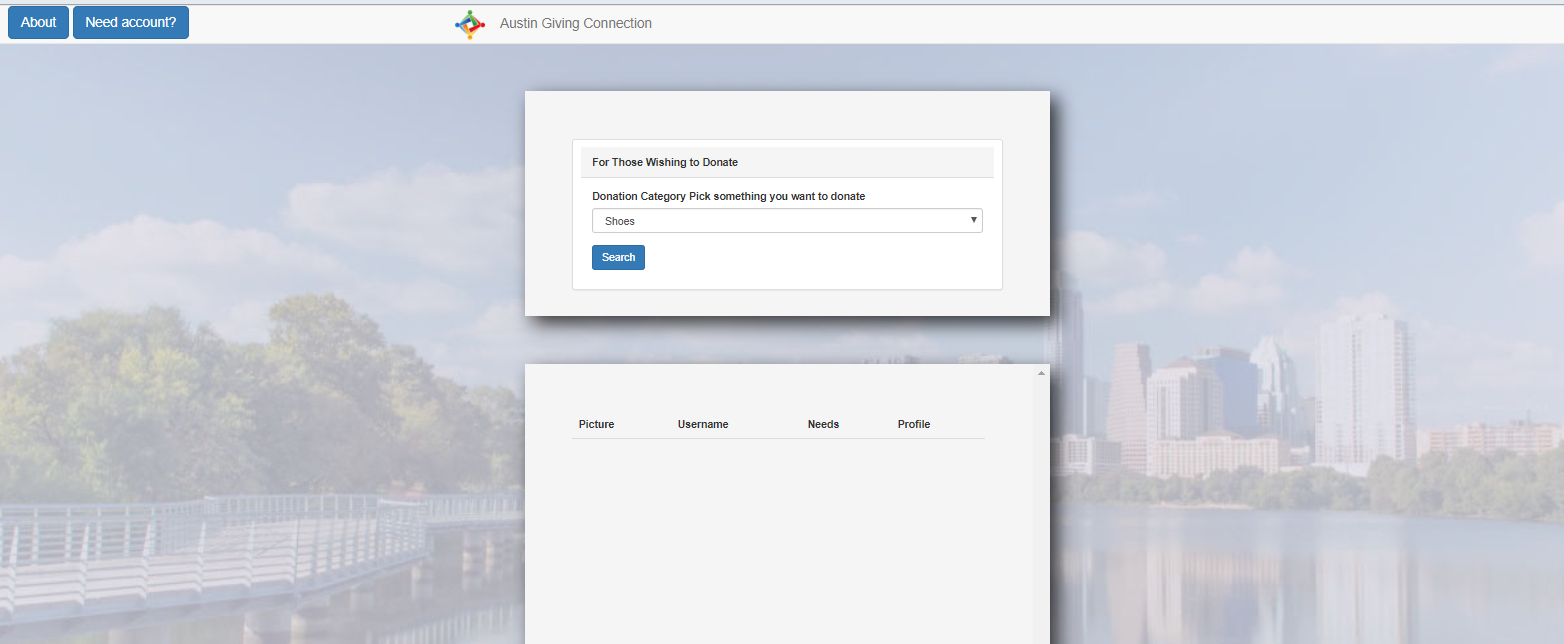 About Need account? Austin Giving Connection
For Those Wishing to Donate
Donation Category Pick something you want to donate
Shoes
Search
Picture Username Needs Profile